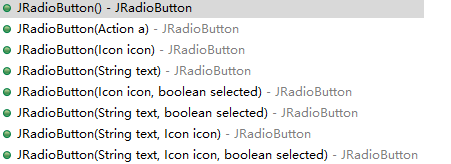 JRadioButton() - JRadioButton
JRadioButton(Action a) - JRadioButton
JRadioButton(Icon icon) - JRadioButton
JRadioButton(String text) - JRadioButton
JRadioButton(Icon icon, boolean selected) - JRadioButton
JRadioButton(String text, boolean selected) - JRadioButton
JRadioButton(String text, Icon icon) - JRadioButton
JRadioButton(String text, Icon icon, boolean selected) - JRadioButton